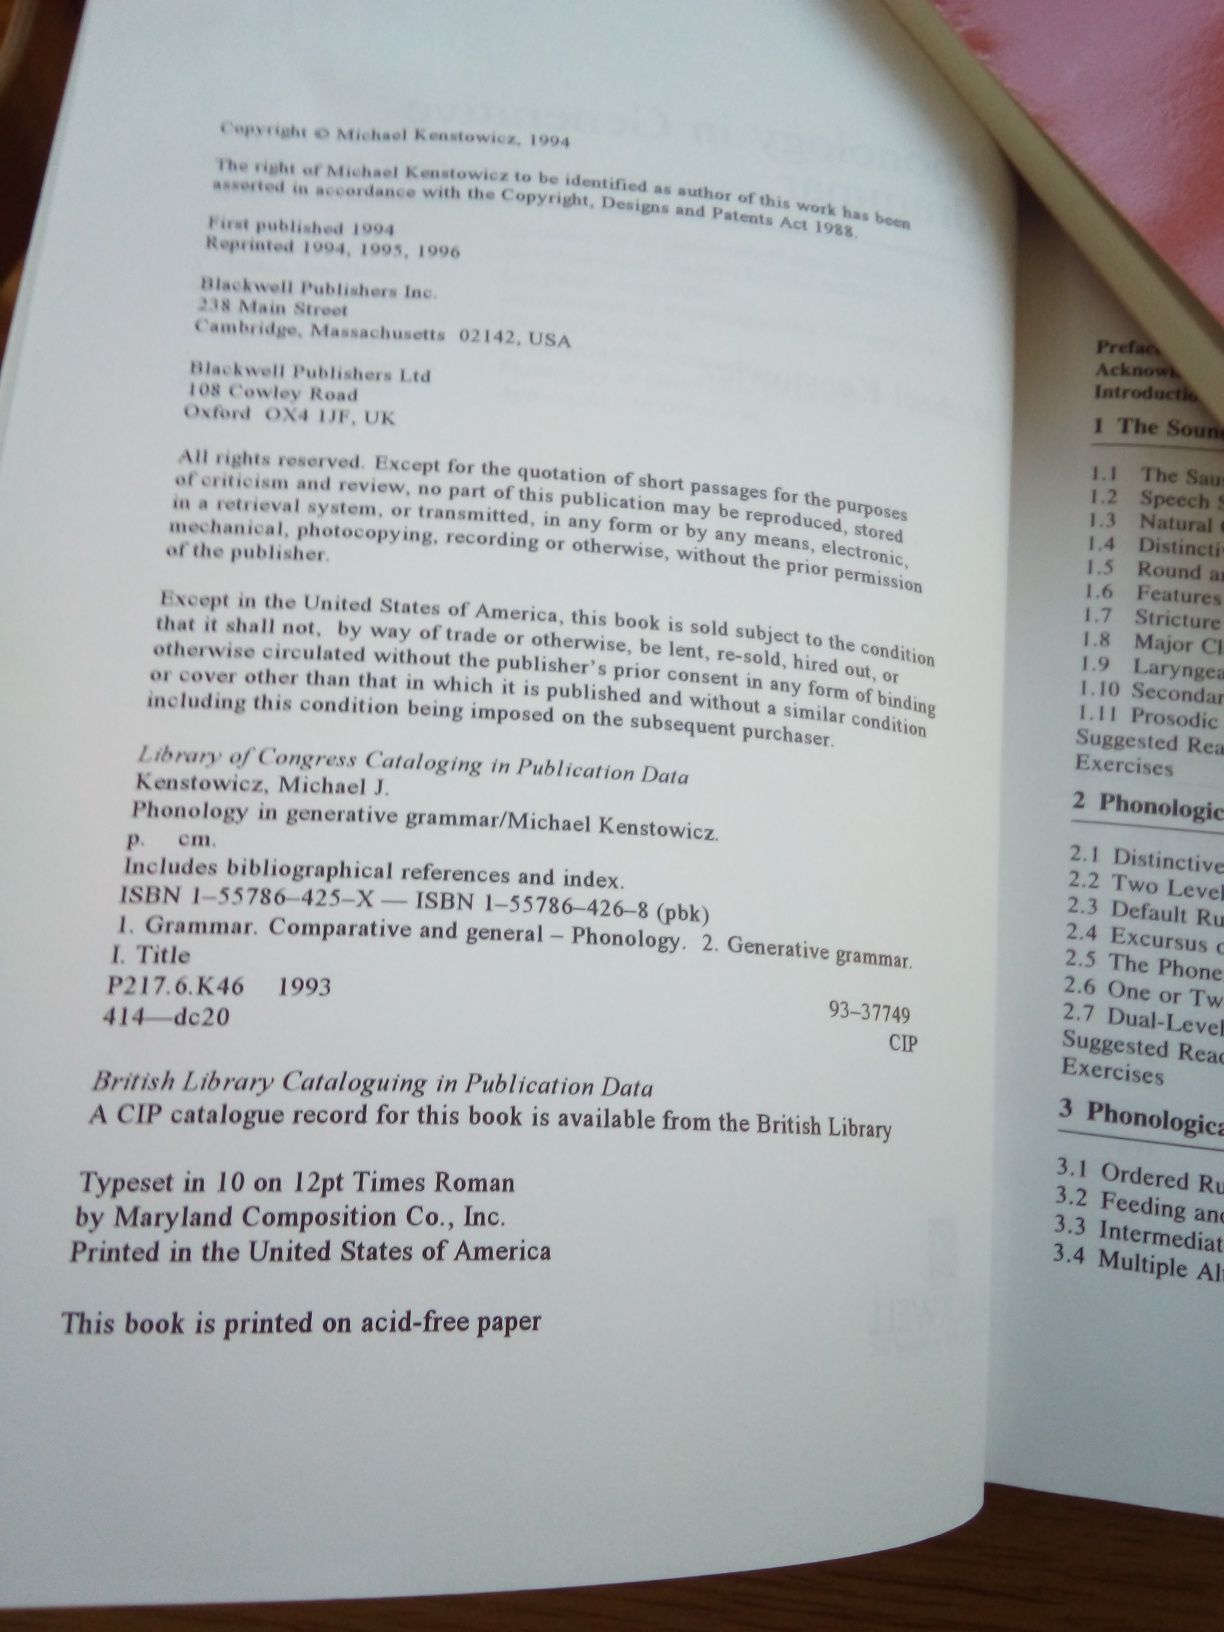 Copyright © Michael Kenstowicz, 1994
The right of Michael Kenstowicz to be identified as author of this work has been
asserted in accordance with the Copyright, Designs and Patents Act 1988.
First published 1994
Reprinted 1994, 1995, 1996
Blackwell Publishers Inc.
238 Main Street
Cambridge, Massachusetts 02142, USA
Blackwell Publishers Ltd
108 Cowley Road
Oxford OX4 1JF, UK
All rights reserved. Except for the quotation of short passages for the purposes
of criticism and review, no part of this publication may be reproduced, stored
in a retrieval system, or transmitted, in any form or by any means, electronic,
mechanical, photocopying, recording or otherwise, without the prior permission
of the publisher.
Except in the United States of America, this book is sold subject to the condition
that it shall not, by way of trade or otherwise, be lent, re-sold, hired out, or
otherwise circulated without the publisher's prior consent in any form of binding
or cover other than that in which it is published and without a similar condition
including this condition being imposed on the subsequent purchaser.
Library of Congress Cataloging in Publication Data
Kenstowicz, Michael J.
Phonology in generative grammar/Michael Kenstowicz.
p. cm.
Includes bibliographical references and index.
ISBN 1–55786–425–X — ISBN 1–55786–426–8 (pbk)
1. Grammar. Comparative and general – Phonology. 2. Generative grammar.
I. Title
P217.6.K46 1993
93–37749
414—dc20
CIP
British Library Cataloguing in Publication Data
A CIP catalogue record for this book is available from the British Library
Typeset in 10 on 12pt Times Roman
by Maryland Composition Co., Inc.
Printed in the United States of America
This book is printed on acid-free paper
1 The
1.1 The
1.2 Speech
1.3 Natural
1.4
1.5 Round
1.6 Features
1.7 Stricture
1.8 Major
1.9
1.10
1.11 Prosodic
Suggested
Exercises
2
2.1 Distinctive
2.2 Two
2.3 Default
2.4 Excursus
2.5 The
2.6 One or
2.7
Suggested
Exercises
3
3.1 Ordered
3.2 Feeding
3.3
3.4 Multiple